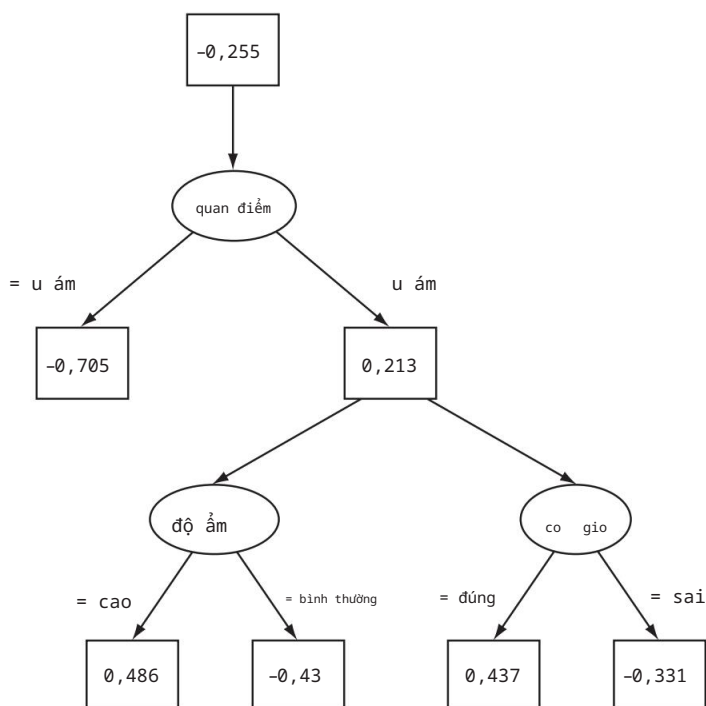 −0,255
quan điểm
= u ám
u ám
−0,705
0,213
độ ẩm
co gio
= cao
= bình thường
= đúng
= sai
0,486
−0,43
0,437
−0,331